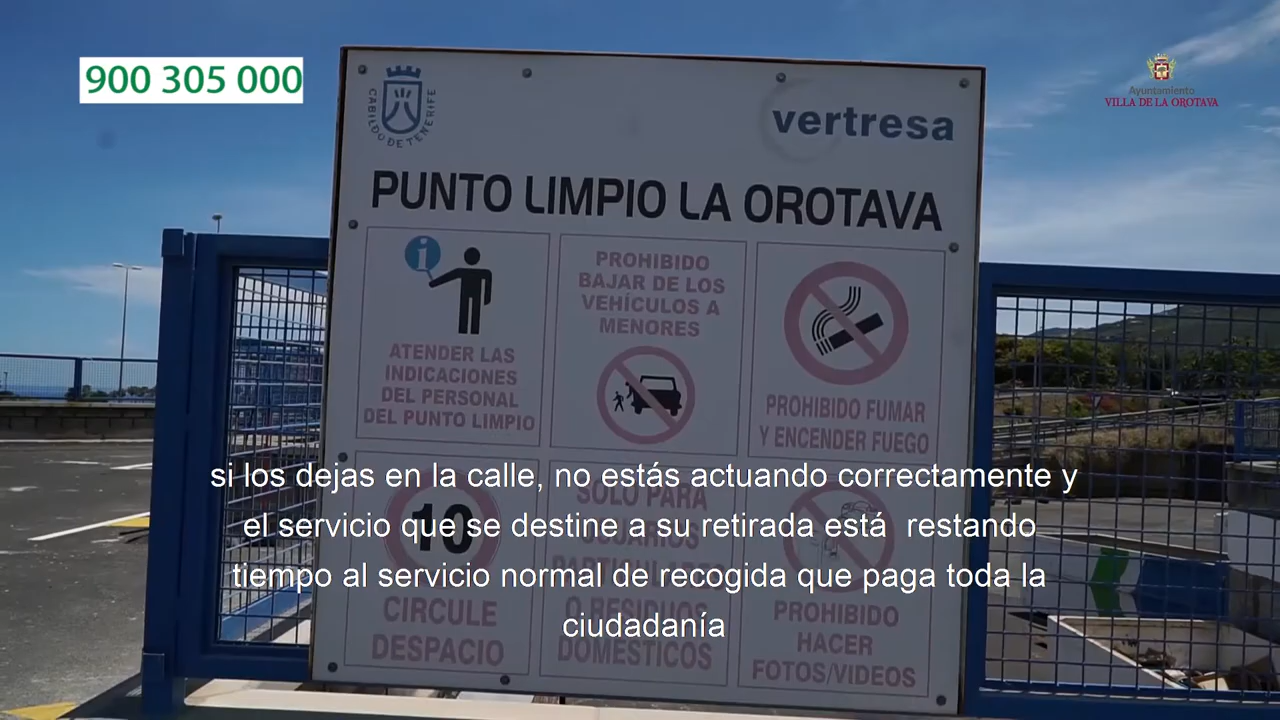 900 305 000
Ayuntamiento
VILLA DE LA OROTAVA
CABILDO DE TENERIFE
vertresa
PUNTO LIMPIO LA OROTAVA
i
ATENDER LAS
INDICACIONES
DEL PERSONAL
DEL PUNTO LIMPIO
PROHIBIDO
BAJAR DE LOS
VEHÍCULOS A
MENORES
PROHIBIDO FUMAR
Y ENCENDER FUEGO
10
CIRCULE
DESPACIO
SOLO PARA
USUARIOS
PARTICULARES
O RESIDUOS
DOMÉSTICOS
PROHIBIDO
HACER
FOTOS/VIDEOS
si los dejas en la calle, no estás actuando correctamente y
el servicio que se destine a su retirada está  restando
tiempo al servicio normal de recogida que paga toda la
ciudadanía